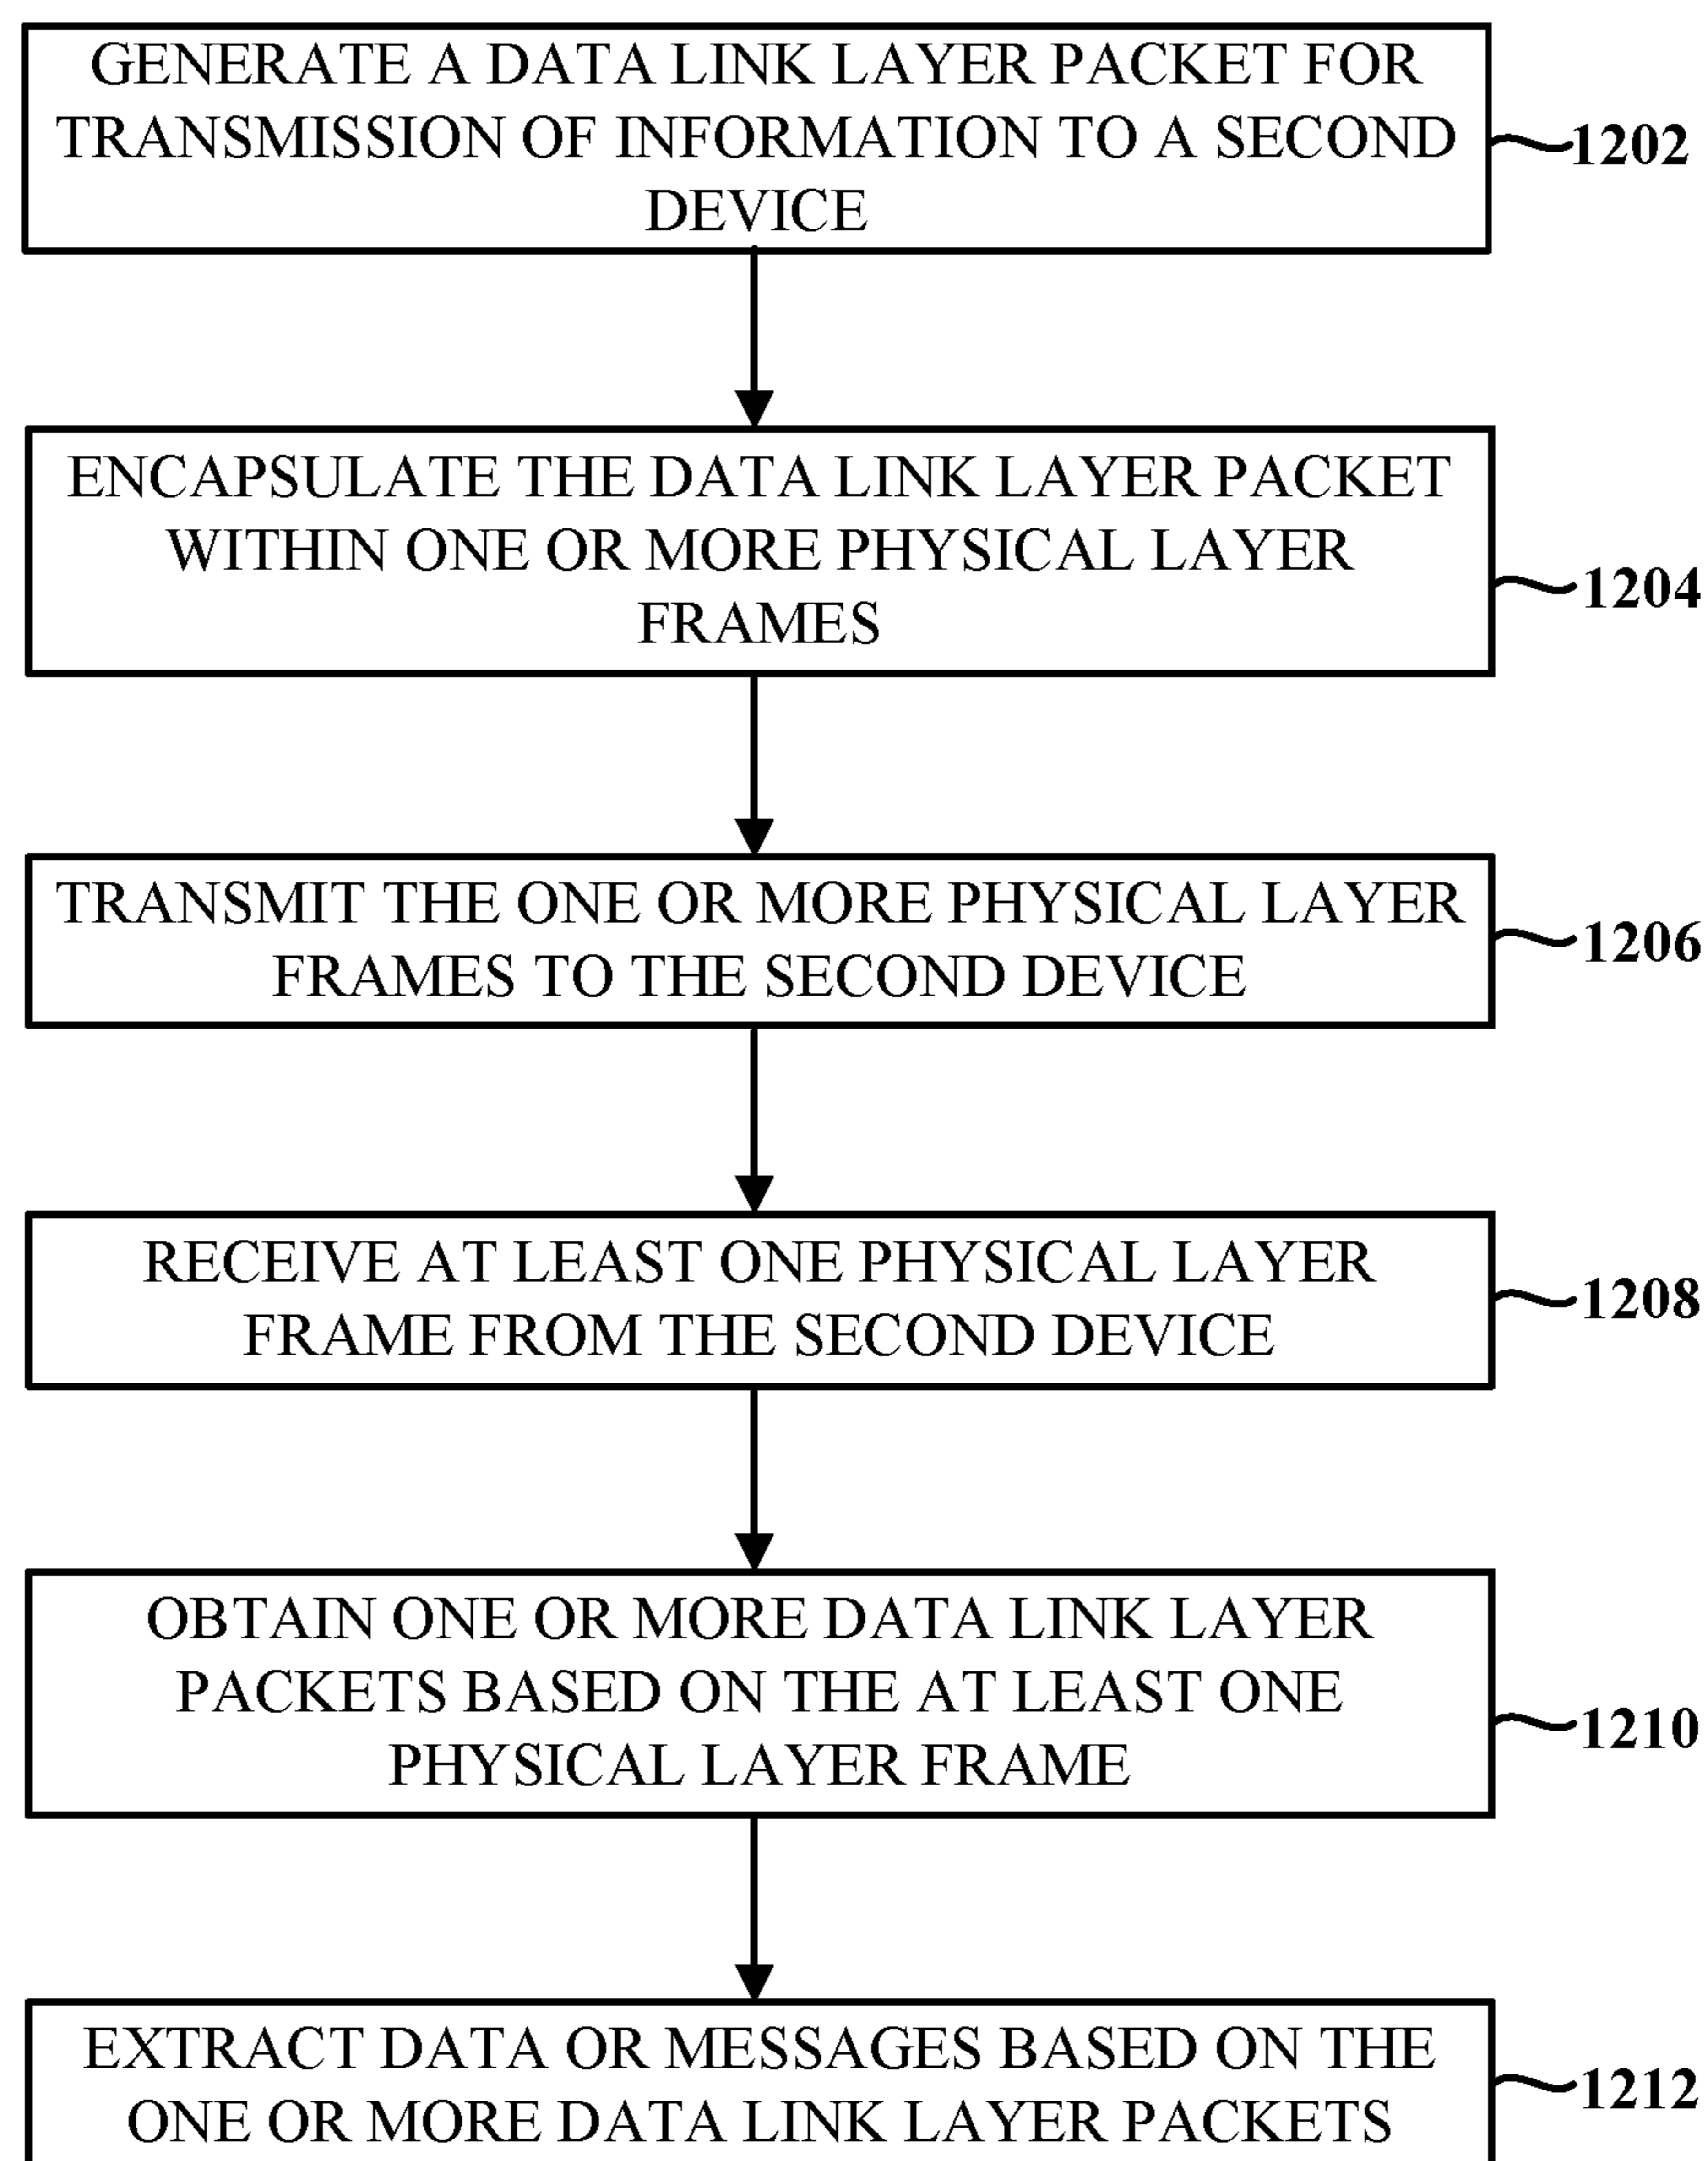 GENERATE A DATA LINK LAYER PACKET FOR
TRANSMISSION OF INFORMATION TO A SECOND
DEVICE
1202
ENCAPSULATE THE DATA LINK LAYER PACKET
WITHIN ONE OR MORE PHYSICAL LAYER
FRAMES
1204
TRANSMIT THE ONE OR MORE PHYSICAL LAYER
FRAMES TO THE SECOND DEVICE
1206
RECEIVE AT LEAST ONE PHYSICAL LAYER
FRAME FROM THE SECOND DEVICE
1208
OBTAIN ONE OR MORE DATA LINK LAYER
PACKETS BASED ON THE AT LEAST ONE
PHYSICAL LAYER FRAME
1210
EXTRACT DATA OR MESSAGES BASED ON THE
ONE OR MORE DATA LINK LAYER PACKETS
1212